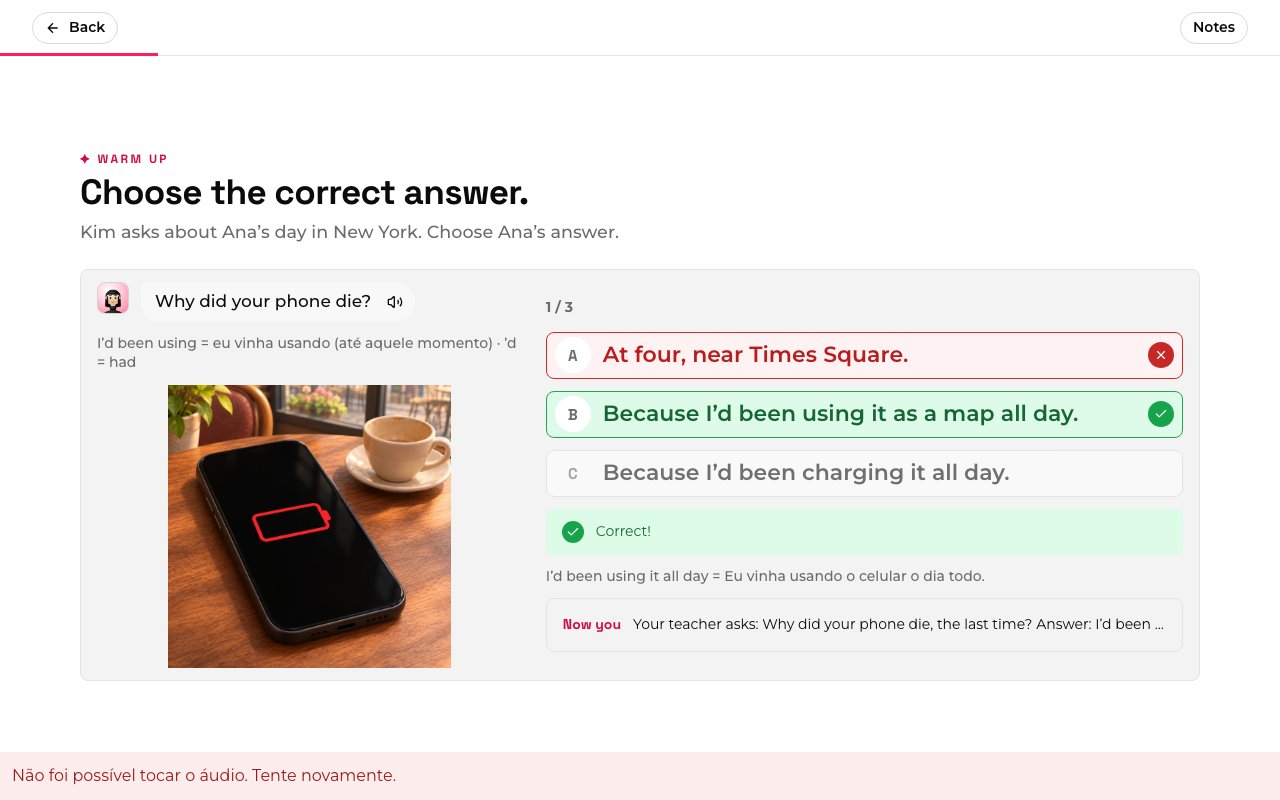 Back
Notes
WARM UP
Choose the correct answer.
Kim asks about Ana’s day in New York. Choose Ana’s answer.
Why did your phone die?
I’d been using = eu vinha usando (até aquele momento) · ’d
= had
1 / 3
A At four, near Times Square.
B Because I’d been using it as a map all day.
C Because I’d been charging it all day.
Correct!
I’d been using it all day = Eu vinha usando o celular o dia todo.
Now you Your teacher asks: Why did your phone die, the last time? Answer: I’d been ...
Não foi possível tocar o áudio. Tente novamente.